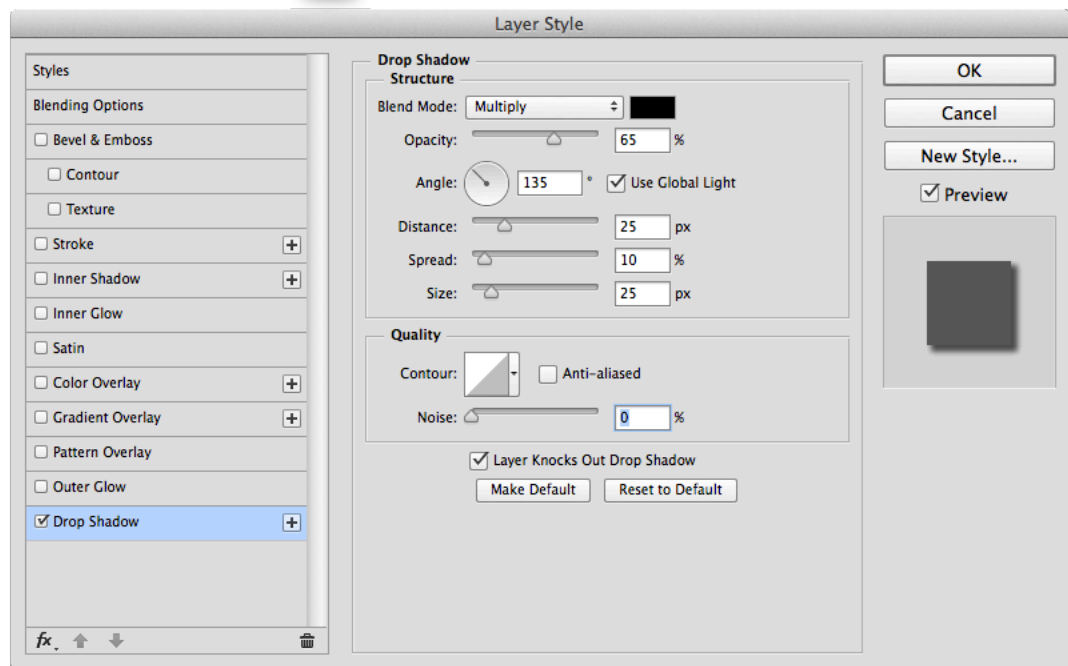 Layer Style
Styles
Blending Options
Bevel & Emboss
Contour
Texture
Stroke
Inner Shadow
Inner Glow
Satin
Color Overlay
Gradient Overlay
Pattern Overlay
Outer Glow
Drop Shadow
fx.
Drop Shadow
Structure
Blend Mode: Multiply
Opacity: 65 %
Angle: 135 ° Use Global Light
Distance: 25 px
Spread: 10 %
Size: 25 px
Quality
Contour: Anti-aliased
Noise: 0 %
Layer Knocks Out Drop Shadow
Make Default Reset to Default
OK
Cancel
New Style...
Preview